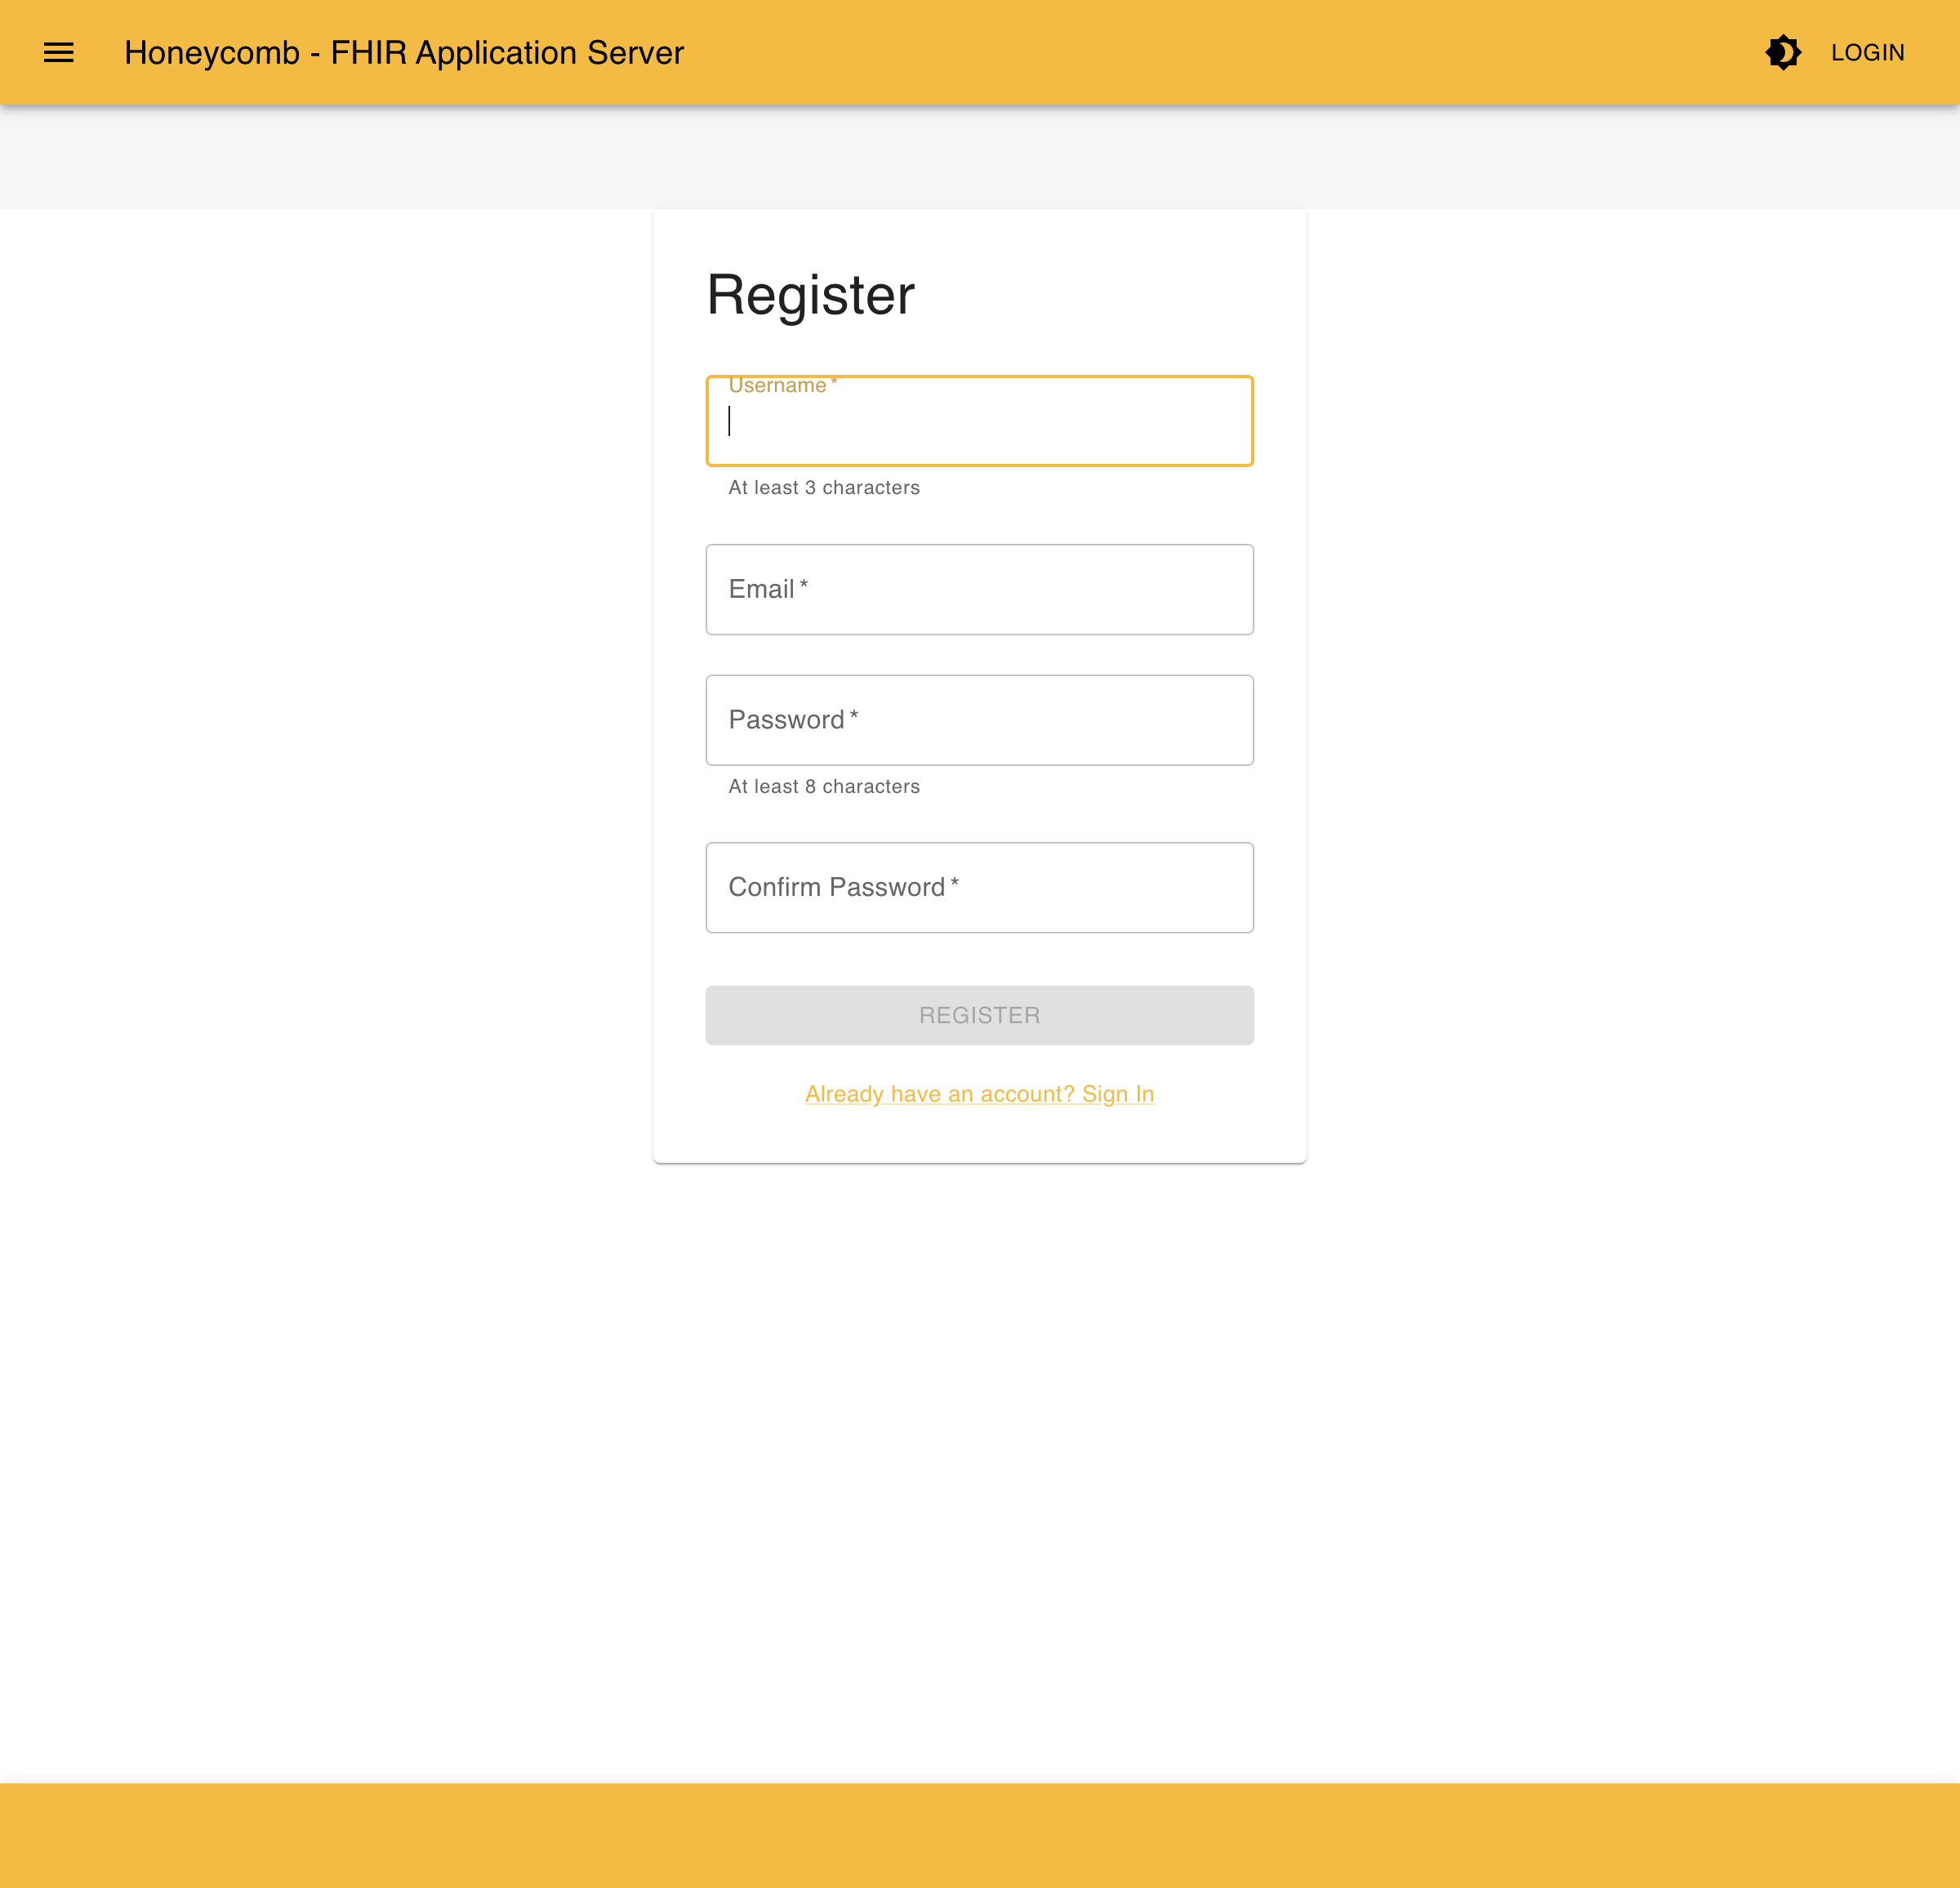 Honeycomb - FHIR Application Server
LOGIN
Register
Username *
At least 3 characters
Email *
Password *
At least 8 characters
Confirm Password *
REGISTER
Already have an account? Sign In